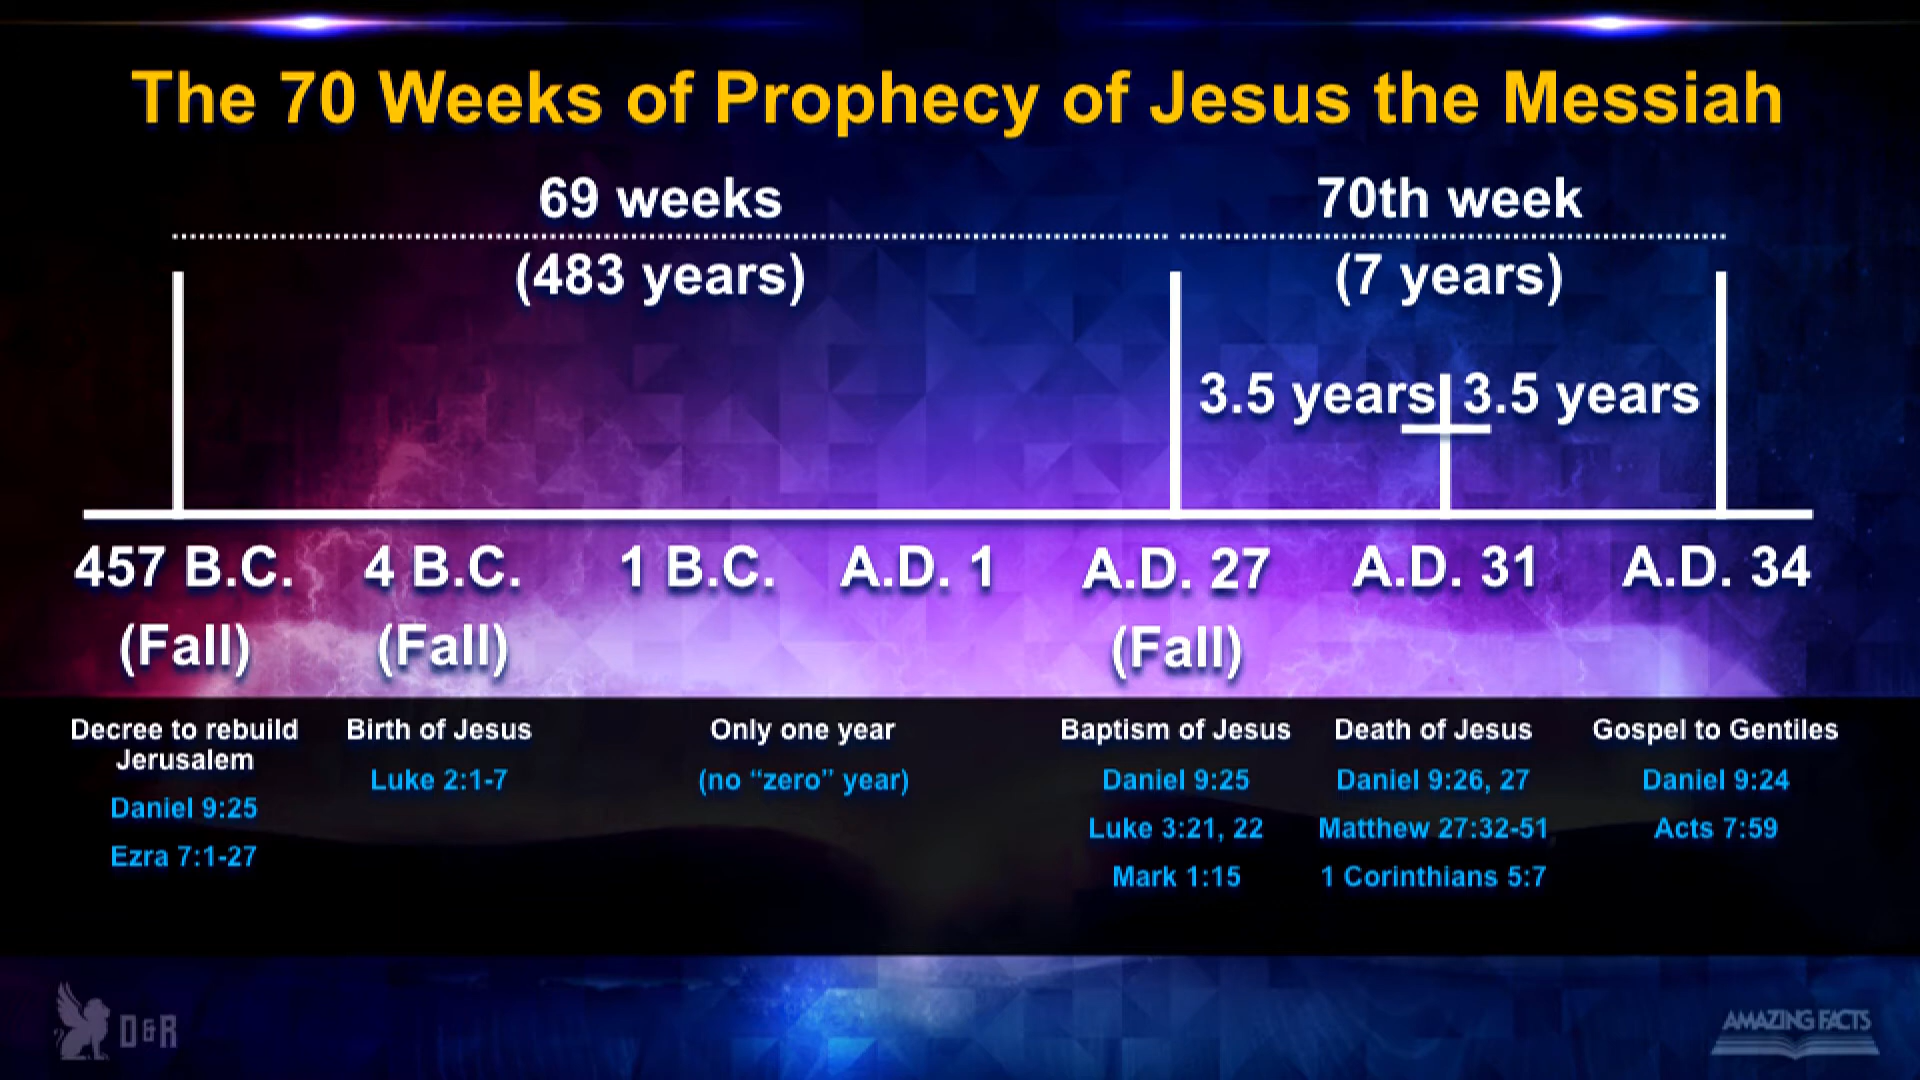 The 70 Weeks of Prophecy of Jesus the Messiah
69 weeks
70th week
(483 years)
(7 years)
3.5 years
3.5 years
457 B.C.
4 B.C.
1 B.C.
A.D. 1
A.D. 27
A.D. 31
A.D. 34
(Fall)
(Fall)
(Fall)
Decree to rebuild
Jerusalem
Daniel 9:25
Ezra 7:1-27
Birth of Jesus
Luke 2:1-7
Only one year
(no “zero” year)
Baptism of Jesus
Daniel 9:25
Luke 3:21, 22
Mark 1:15
Death of Jesus
Daniel 9:26, 27
Matthew 27:32-51
1 Corinthians 5:7
Gospel to Gentiles
Daniel 9:24
Acts 7:59
D&R
AMAZING FACTS